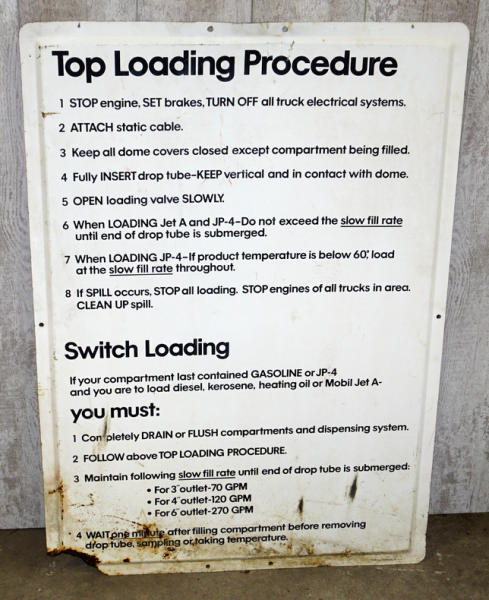 Top Loading Procedure
1 STOP engine, SET brakes, TURN OFF all truck electrical systems.
2 ATTACH static cable.
3 Keep all dome covers closed except compartment being filled.
4 Fully INSERT drop tube-KEEP vertical and in contact with dome.
5 OPEN loading valve SLOWLY.
6 When LOADING Jet A and JP-4-Do not exceed the slow fill rate
until end of drop tube is submerged.
7 When LOADING JP-4-If product temperature is below 60°, load
at the slow fill rate throughout.
8 If SPILL occurs, STOP all loading. STOP engines of all trucks in area.
CLEAN UP spill.
Switch Loading
If your compartment last contained GASOLINE or JP-4
and you are to load diesel, kerosene, heating oil or Mobil Jet A-
you must:
1 Completely DRAIN or FLUSH compartments and dispensing system.
2 FOLLOW above TOP LOADING PROCEDURE.
3 Maintain following slow fill rate until end of drop tube is submerged:
• For 3" outlet-70 GPM
• For 4" outlet-120 GPM
• For 6" outlet-270 GPM
4 WAIT one minute after filling compartment before removing
drop tube, sampling or taking temperature.